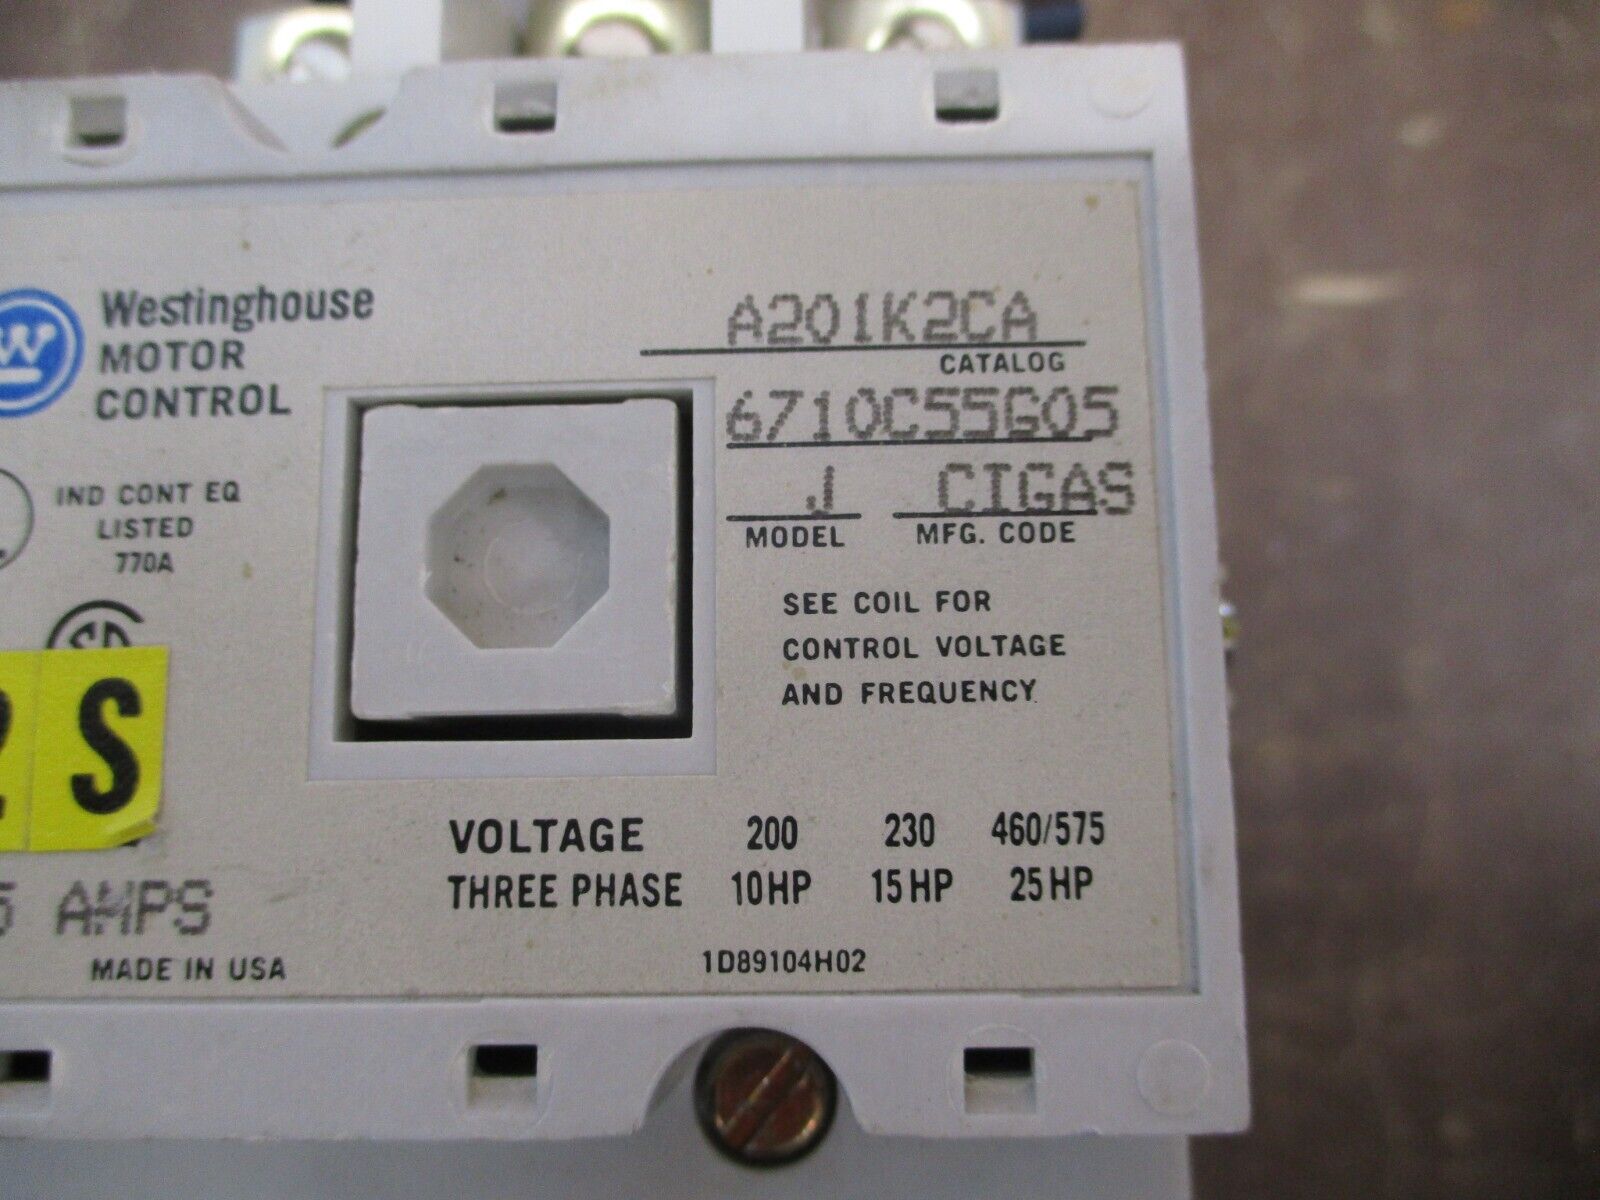 W
Westinghouse
MOTOR
CONTROL
IND CONT EQ
LISTED
770A
S
AMPS
MADE IN USA
A201K2CA
CATALOG
6710C55G05
J CIGAS
MODEL MFG. CODE
SEE COIL FOR
CONTROL VOLTAGE
AND FREQUENCY
VOLTAGE 200 230 460/575
THREE PHASE 10HP 15HP 25HP
1D89104H02